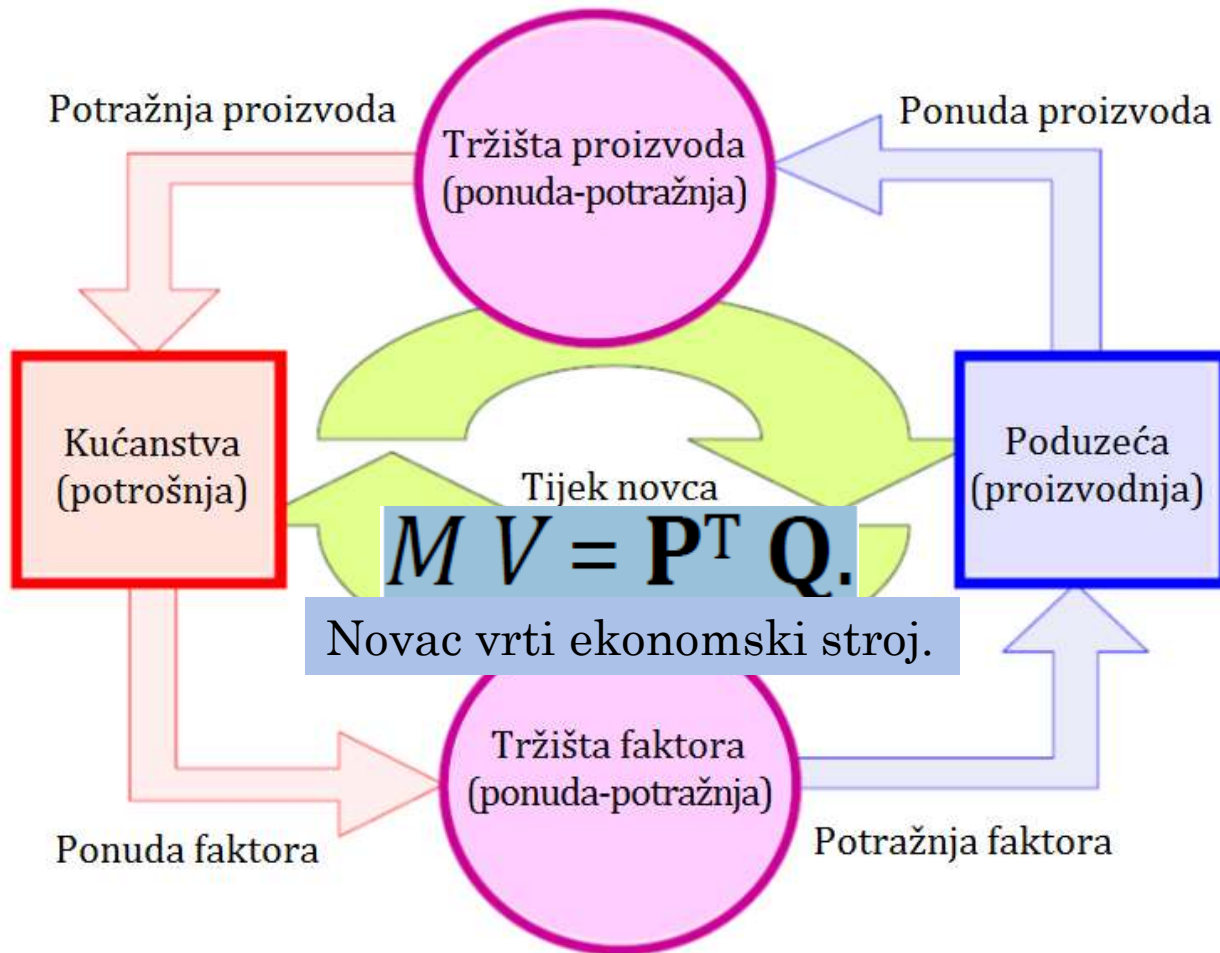 Potražnja proizvoda
Tržišta proizvoda
(ponuda-potražnja)
Ponuda proizvoda
Kućanstva
(potrošnja)
Tijek novca
M V = Pᵀ Q.
Novac vrti ekonomski stroj.
Poduzeća
(proizvodnja)
Ponuda faktora
Tržišta faktora
(ponuda-potražnja)
Potražnja faktora